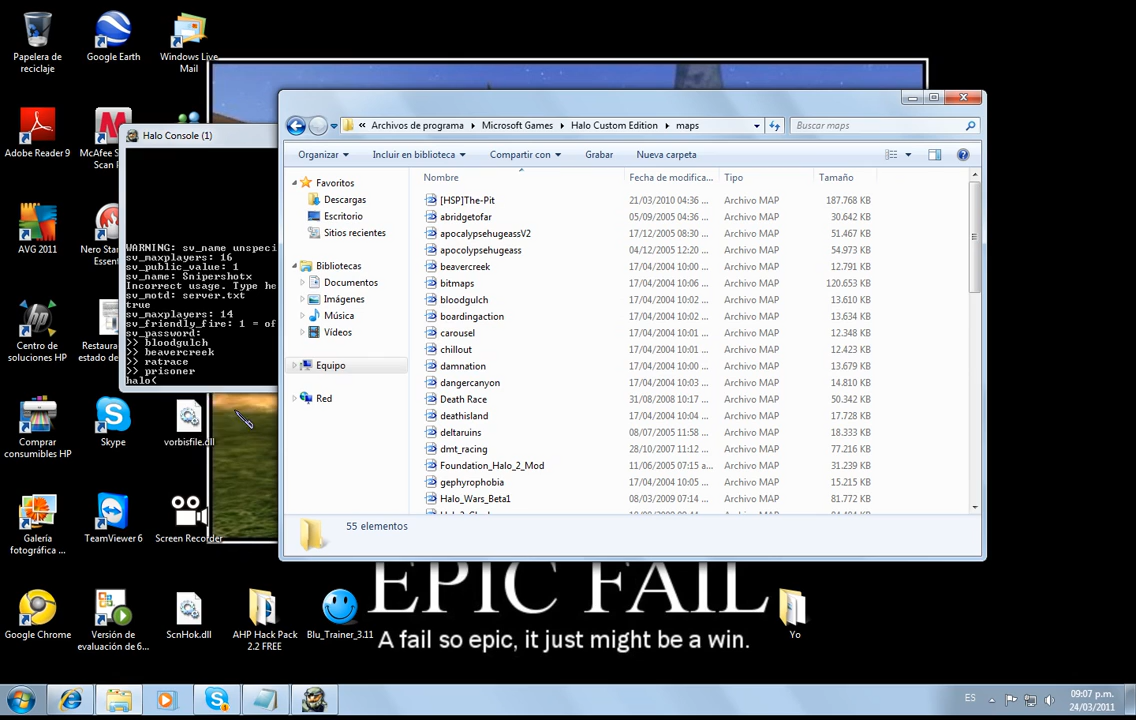 Papelera de
reciclaje
Google Earth
Windows Live
Mail
Adobe Reader 9
McAfee S
Scan P
AVG 2011
Nero Star
Essent
Centro de
soluciones HP
Restaura
estado de
Comprar
consumibles HP
Skype
vorbisfile.dll
Galería
fotográfica ...
TeamViewer 6
Screen Recorder
Google Chrome
Versión de
evaluación de 6...
ScnHok.dll
AHP Hack Pack
2.2 FREE
Blu_Trainer_3.11
Yo
Halo Console (1)
WARNING: sv_name unspeci
sv_maxplayers: 16
sv_public_value: 1
sv_name: Snipershotx
Incorrect usage. Type he
sv_motd: server.txt
true
sv_maxplayers: 14
sv_friendly_fire: 1 = of
sv_password:
>> bloodgulch
>> beavercreek
>> ratrace
>> prisoner
halo(
« Archivos de programa ▸ Microsoft Games ▸ Halo Custom Edition ▸ maps
Buscar maps
Organizar Incluir en biblioteca Compartir con Grabar Nueva carpeta
Favoritos
Descargas
Escritorio
Sitios recientes
Bibliotecas
Documentos
Imágenes
Música
Vídeos
Equipo
Red
Nombre Fecha de modifica... Tipo Tamaño
[HSP]The-Pit 21/03/2010 04:36 ... Archivo MAP 187.768 KB
abridgetofar 05/09/2005 04:36 ... Archivo MAP 30.642 KB
apocalypsehugeassV2 17/12/2005 08:30 ... Archivo MAP 51.467 KB
apocolypsehugeass 04/12/2005 12:20 ... Archivo MAP 54.973 KB
beavercreek 17/04/2004 10:00 ... Archivo MAP 12.791 KB
bitmaps 17/04/2004 10:06 ... Archivo MAP 120.653 KB
bloodgulch 17/04/2004 10:00 ... Archivo MAP 13.610 KB
boardingaction 17/04/2004 10:02 ... Archivo MAP 13.634 KB
carousel 17/04/2004 10:01 ... Archivo MAP 12.348 KB
chillout 17/04/2004 10:01 ... Archivo MAP 12.423 KB
damnation 17/04/2004 10:00 ... Archivo MAP 13.679 KB
dangercanyon 17/04/2004 10:03 ... Archivo MAP 14.810 KB
Death Race 31/08/2008 10:17 ... Archivo MAP 50.342 KB
deathisland 17/04/2004 10:04 ... Archivo MAP 17.728 KB
deltaruins 08/07/2005 11:58 ... Archivo MAP 18.333 KB
dmt_racing 28/10/2007 11:12 ... Archivo MAP 77.216 KB
Foundation_Halo_2_Mod 11/06/2005 07:15 a... Archivo MAP 31.239 KB
gephyrophobia 17/04/2004 10:05 ... Archivo MAP 15.215 KB
Halo_Wars_Beta1 08/03/2009 07:14 ... Archivo MAP 81.772 KB
55 elementos
EPIC FAIL
A fail so epic, it just might be a win.
ES
09:07 p.m.
24/03/2011